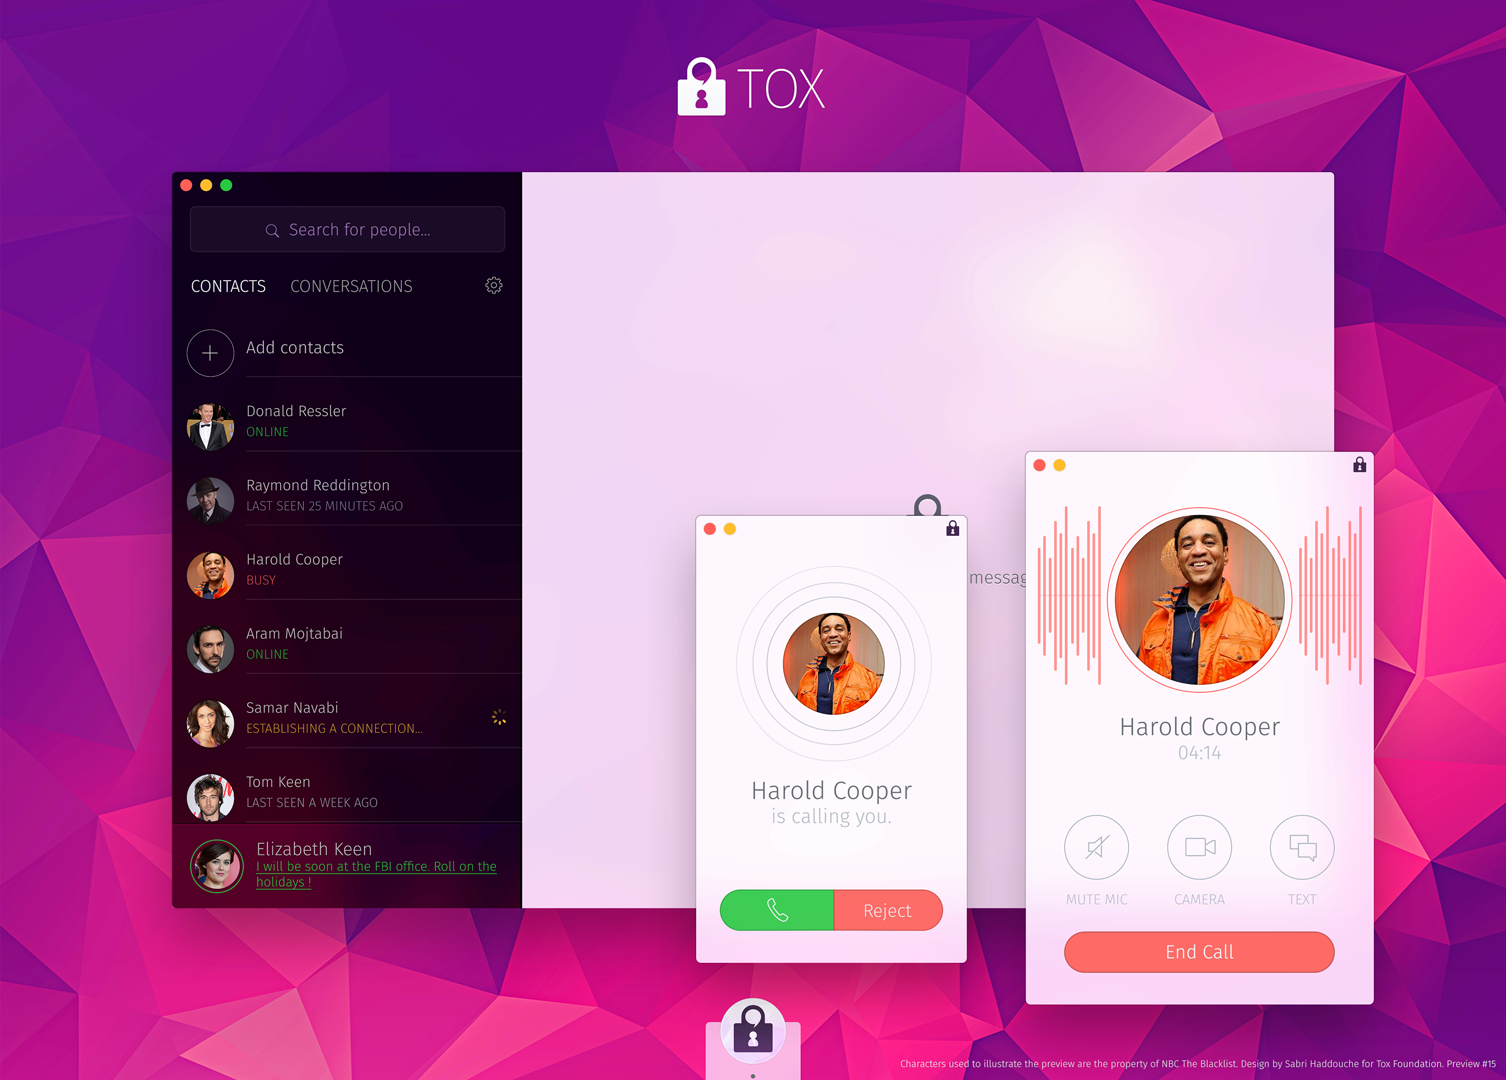 TOX
Search for people...
CONTACTS
CONVERSATIONS
Add contacts
Donald Ressler
ONLINE
Raymond Reddington
LAST SEEN 25 MINUTES AGO
Harold Cooper
BUSY
Aram Mojtabai
ONLINE
Samar Navabi
ESTABLISHING A CONNECTION...
Tom Keen
LAST SEEN A WEEK AGO
Elizabeth Keen
I will be soon at the FBI office. Roll on the
holidays !
Harold Cooper
is calling you.
Reject
messag
Harold Cooper
04:14
MUTE MIC
CAMERA
TEXT
End Call
Characters used to illustrate the preview are the property of NBC The Blacklist. Design by Sabri Haddouche for Tox Foundation. Preview #15